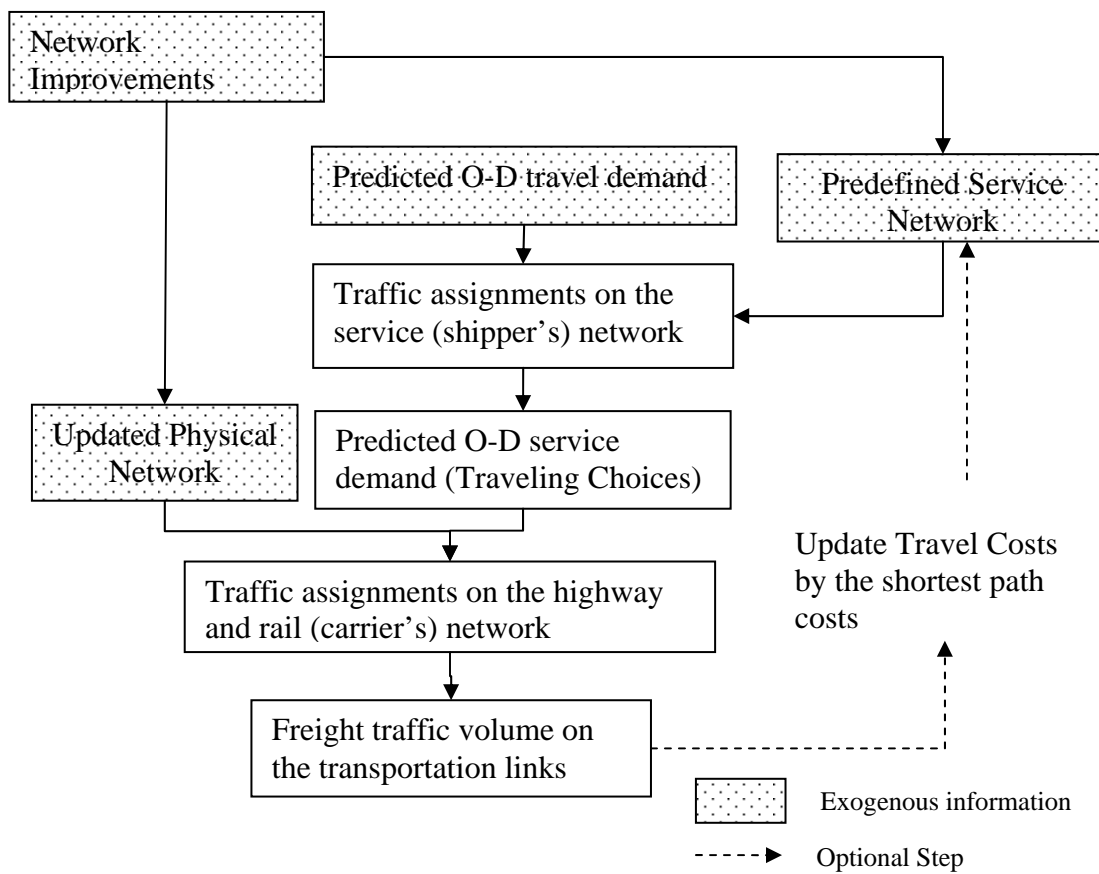 Network
Improvements
Predicted O-D travel demand
Predefined Service
Network
Traffic assignments on the
service (shipper’s) network
Updated Physical
Network
Predicted O-D service
demand (Traveling Choices)
Update Travel Costs
by the shortest path
costs
Traffic assignments on the highway
and rail (carrier’s) network
Freight traffic volume on
the transportation links
Exogenous information
Optional Step